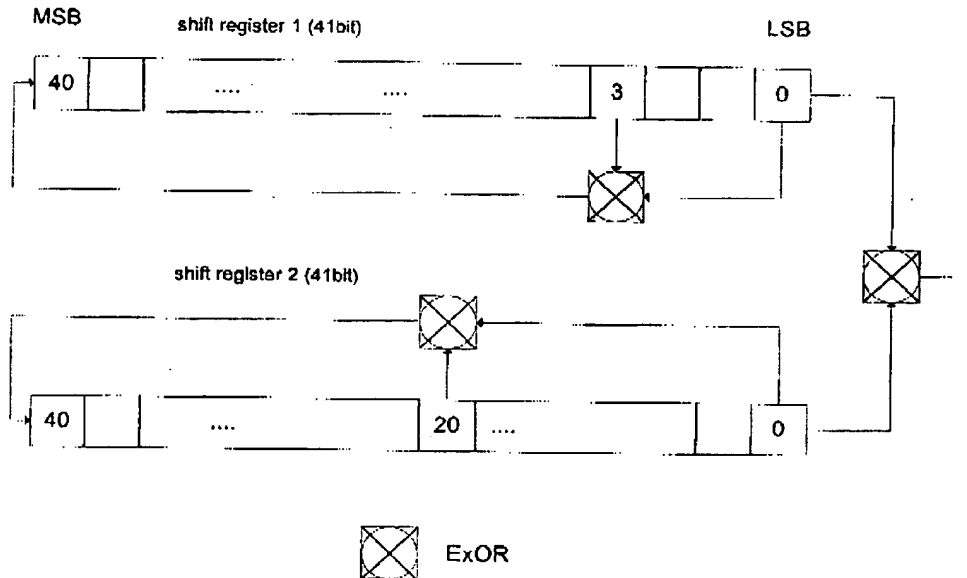 MSB
shift register 1 (41bit)
LSB
40 .... .... 3 0
shift register 2 (41bit)
40 .... 20 .... 0
ExOR